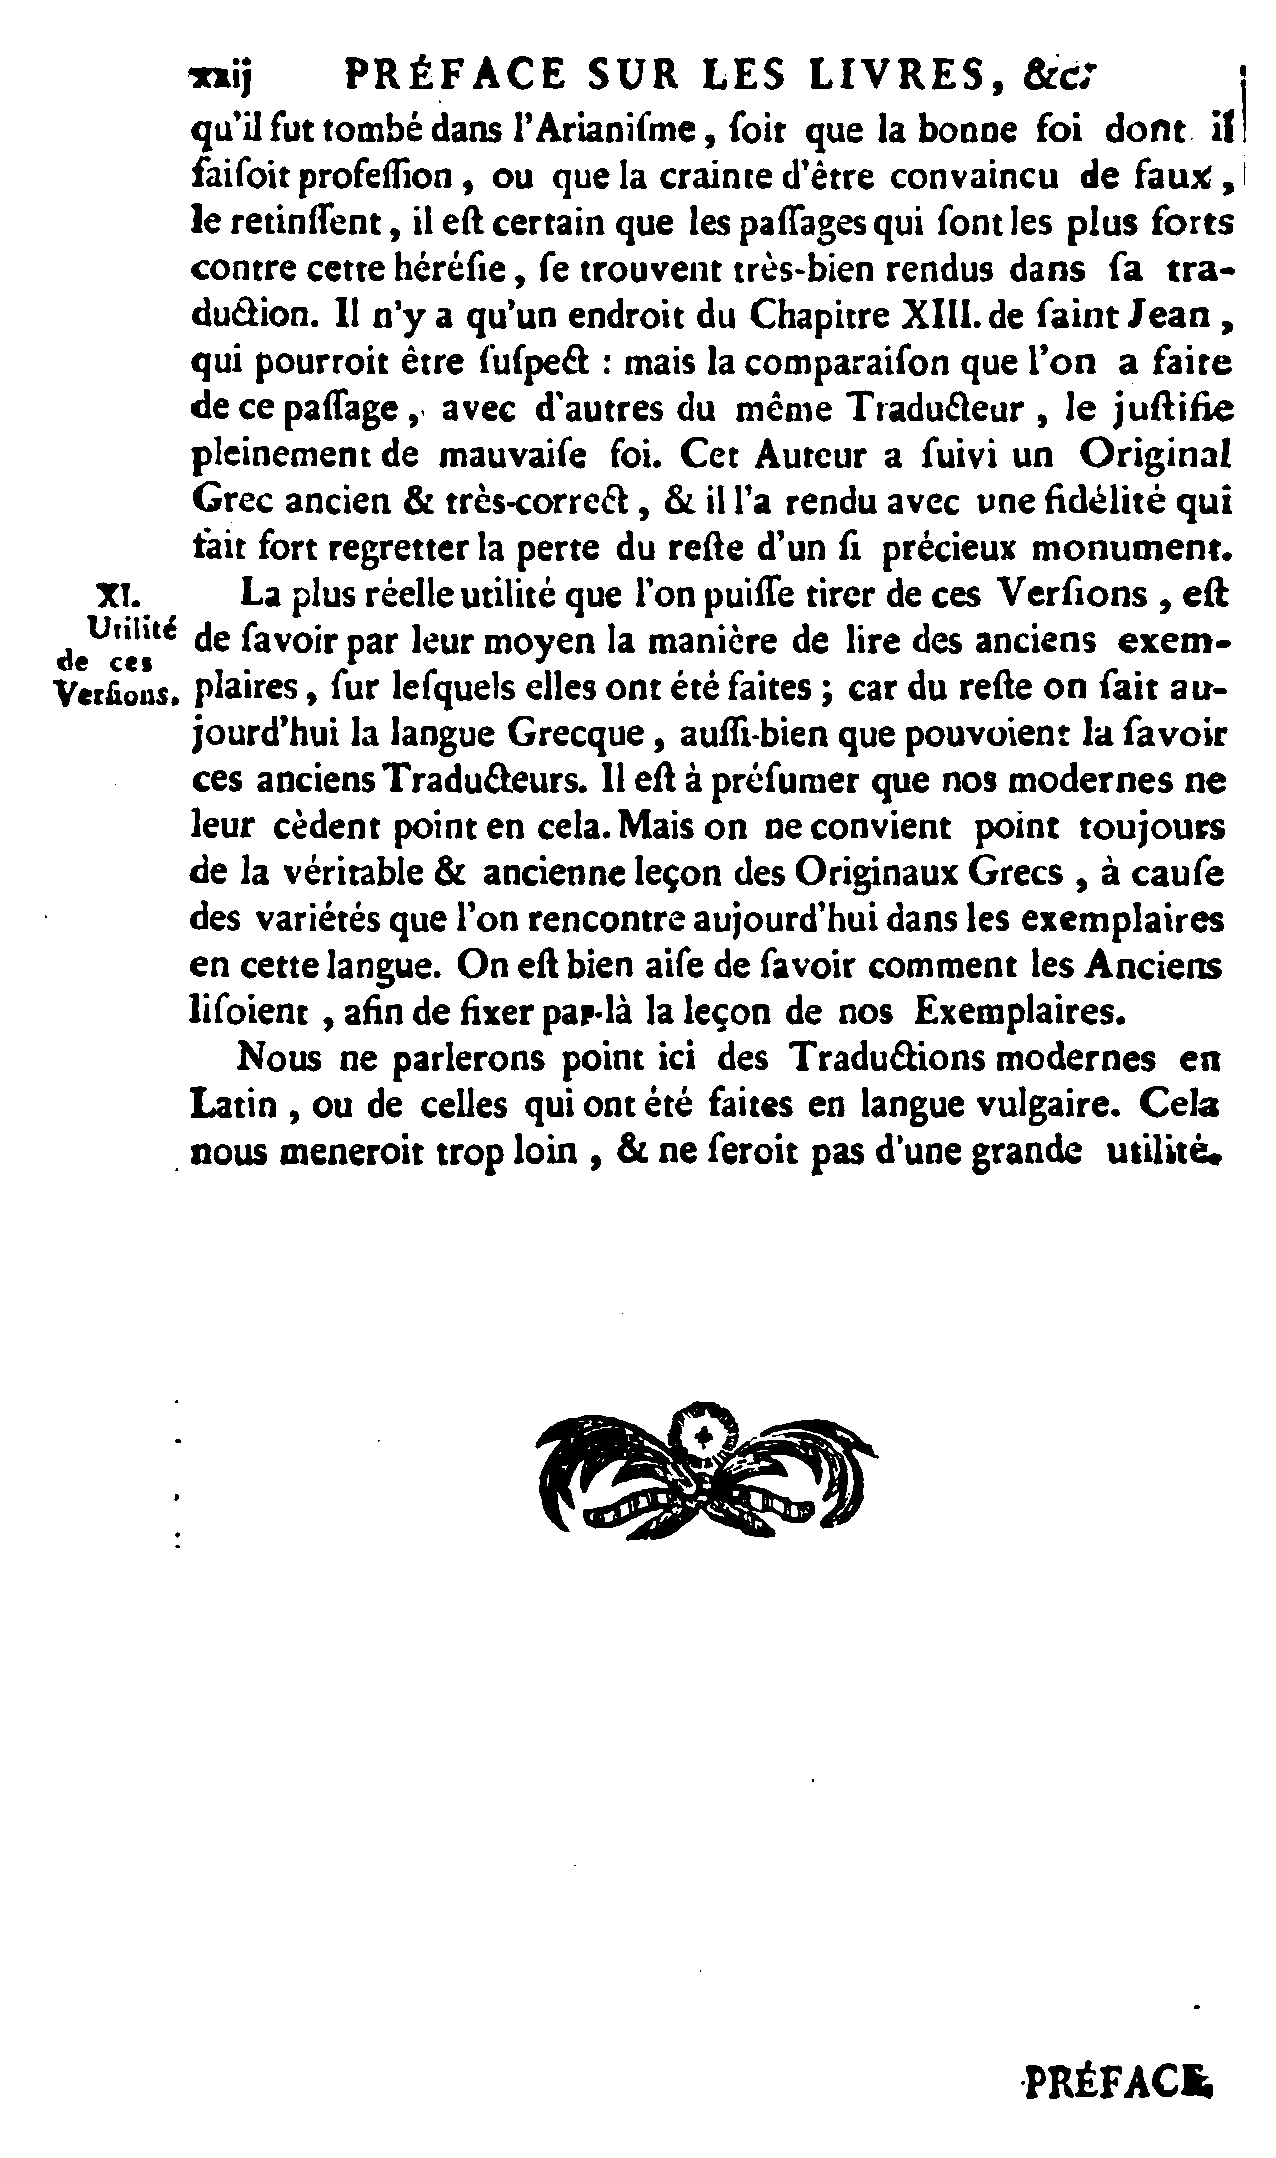 xxij PRÉFACE SUR LES LIVRES, &c.
qu'il fut tombé dans l'Arianiſme, ſoit que la bonne foi dont il
faiſoit profeſſion, ou que la crainte d'être convaincu de faux,
le retinſſent, il eſt certain que les paſſages qui ſont les plus forts
contre cette héréſie, ſe trouvent très-bien rendus dans ſa tra-
duction. Il n'y a qu'un endroit du Chapitre XIII. de ſaint Jean,
qui pourroit être ſuſpect : mais la comparaiſon que l'on a faite
de ce paſſage, avec d'autres du même Traducteur, le juſtifie
pleinement de mauvaiſe foi. Cet Auteur a ſuivi un Original
Grec ancien & très-correct, & il l'a rendu avec une fidélité qui
fait fort regretter la perte du reſte d'un ſi précieux monument.
XI.
Utilité
de ces
Verſions.
La plus réelle utilité que l'on puiſſe tirer de ces Verſions, eſt
de ſavoir par leur moyen la manière de lire des anciens exem-
plaires, ſur leſquels elles ont été faites ; car du reſte on ſait au-
jourd'hui la langue Grecque, auſſi-bien que pouvoient la ſavoir
ces anciens Traducteurs. Il eſt à préſumer que nos modernes ne
leur cèdent point en cela. Mais on ne convient point toujours
de la véritable & ancienne leçon des Originaux Grecs, à cauſe
des variétés que l'on rencontre aujourd'hui dans les exemplaires
en cette langue. On eſt bien aiſe de ſavoir comment les Anciens
liſoient, afin de fixer par-là la leçon de nos Exemplaires.
Nous ne parlerons point ici des Traductions modernes en
Latin, ou de celles qui ont été faites en langue vulgaire. Cela
nous meneroit trop loin, & ne ſeroit pas d'une grande utilité.
PRÉFACE